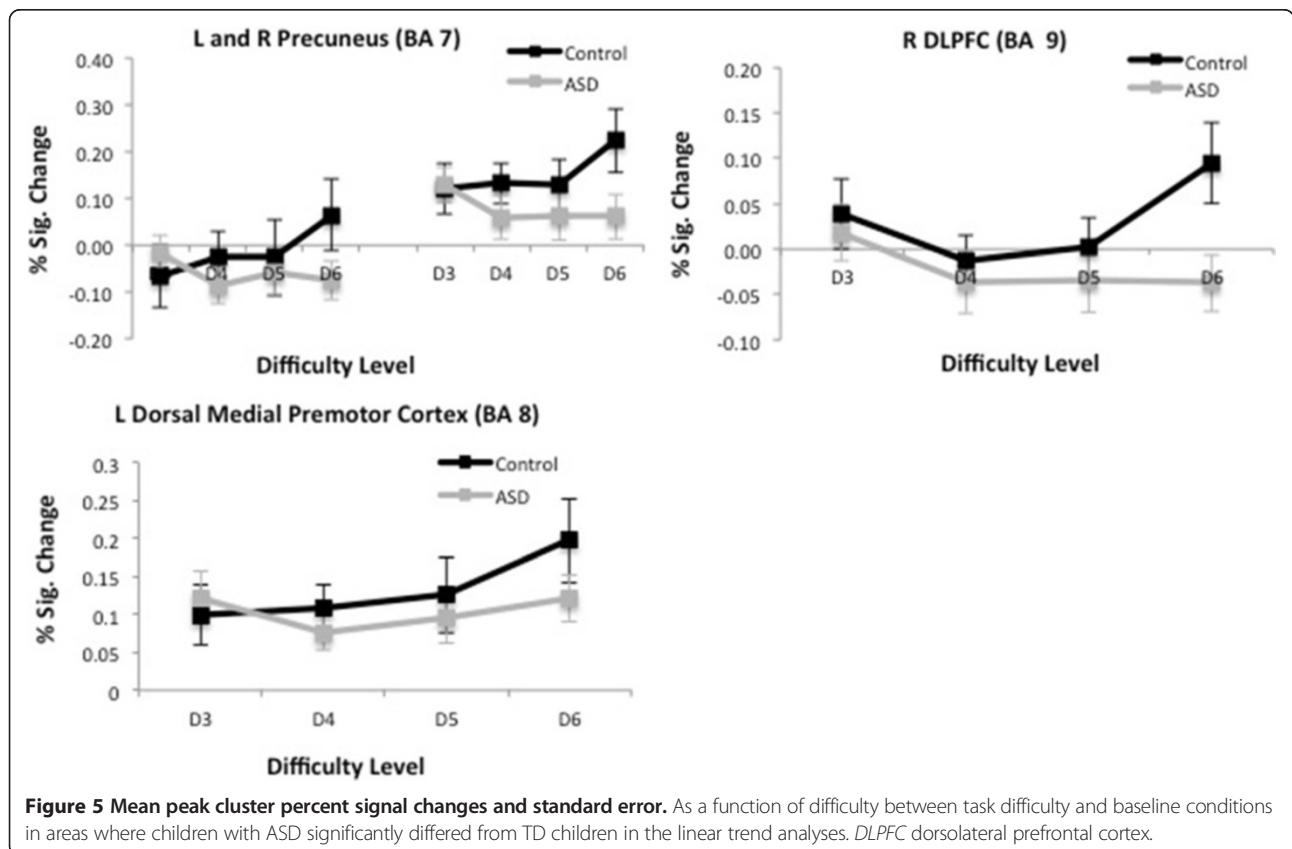 L and R Precuneus (BA 7)
Control
ASD
0.40
0.30
0.20
0.10
0.00
-0.10
-0.20
% Sig. Change
D4
D5
D6
D3
D4
D5
D6
Difficulty Level
R DLPFC (BA 9)
Control
ASD
0.20
0.15
0.10
0.05
0.00
-0.05
-0.10
% Sig. Change
D3
D4
D5
D6
Difficulty Level
L Dorsal Medial Premotor Cortex (BA 8)
Control
ASD
0.3
0.25
0.2
0.15
0.1
0.05
0
% Sig. Change
D3
D4
D5
D6
Difficulty Level
Figure 5 Mean peak cluster percent signal changes and standard error. As a function of difficulty between task difficulty and baseline conditions
in areas where children with ASD significantly differed from TD children in the linear trend analyses. DLPFC dorsolateral prefrontal cortex.